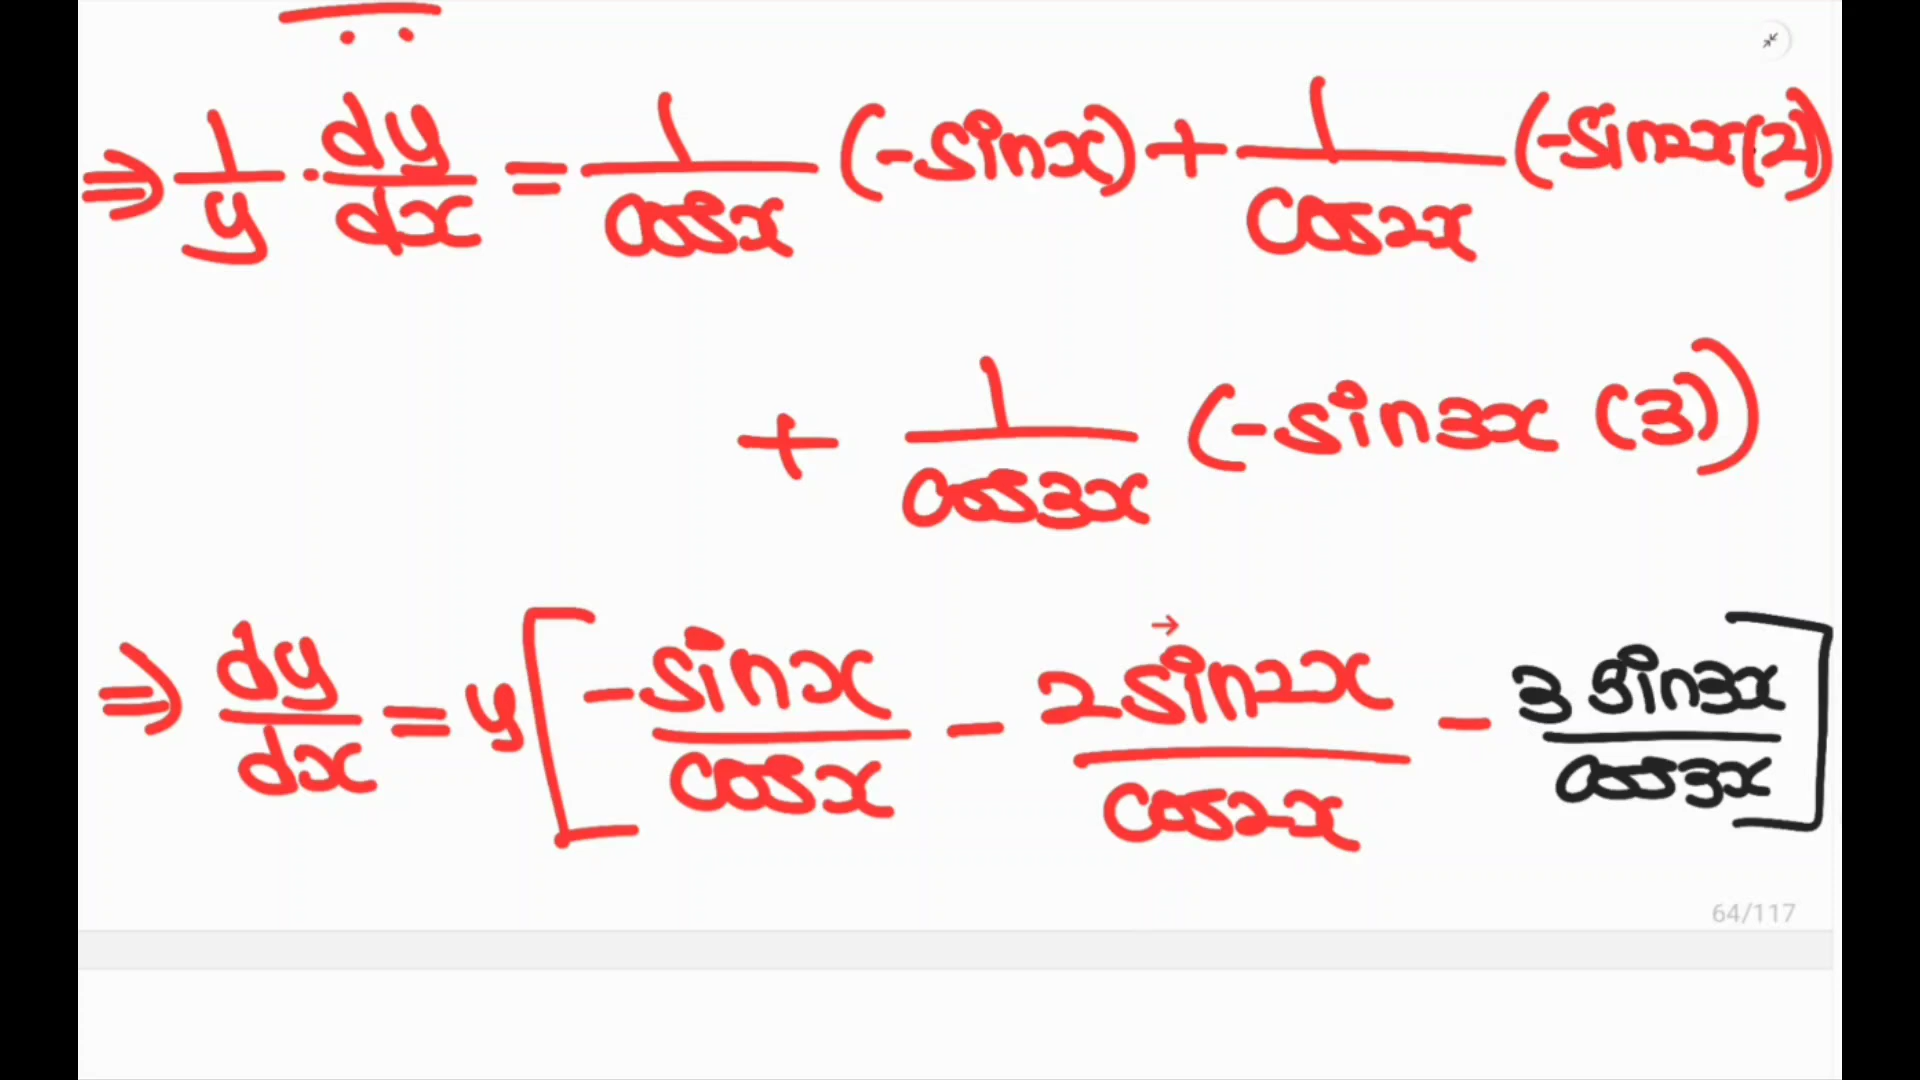 ⇒ 1/y · dy/dx = 1/cosx (-sinx) + 1/cos2x (-sin2x(2))
+ 1/cos3x (-sin3x (3))
⇒ dy/dx = y [ -sinx/cosx - 2sin2x/cos2x - 3sin3x/cos3x ]
64/117